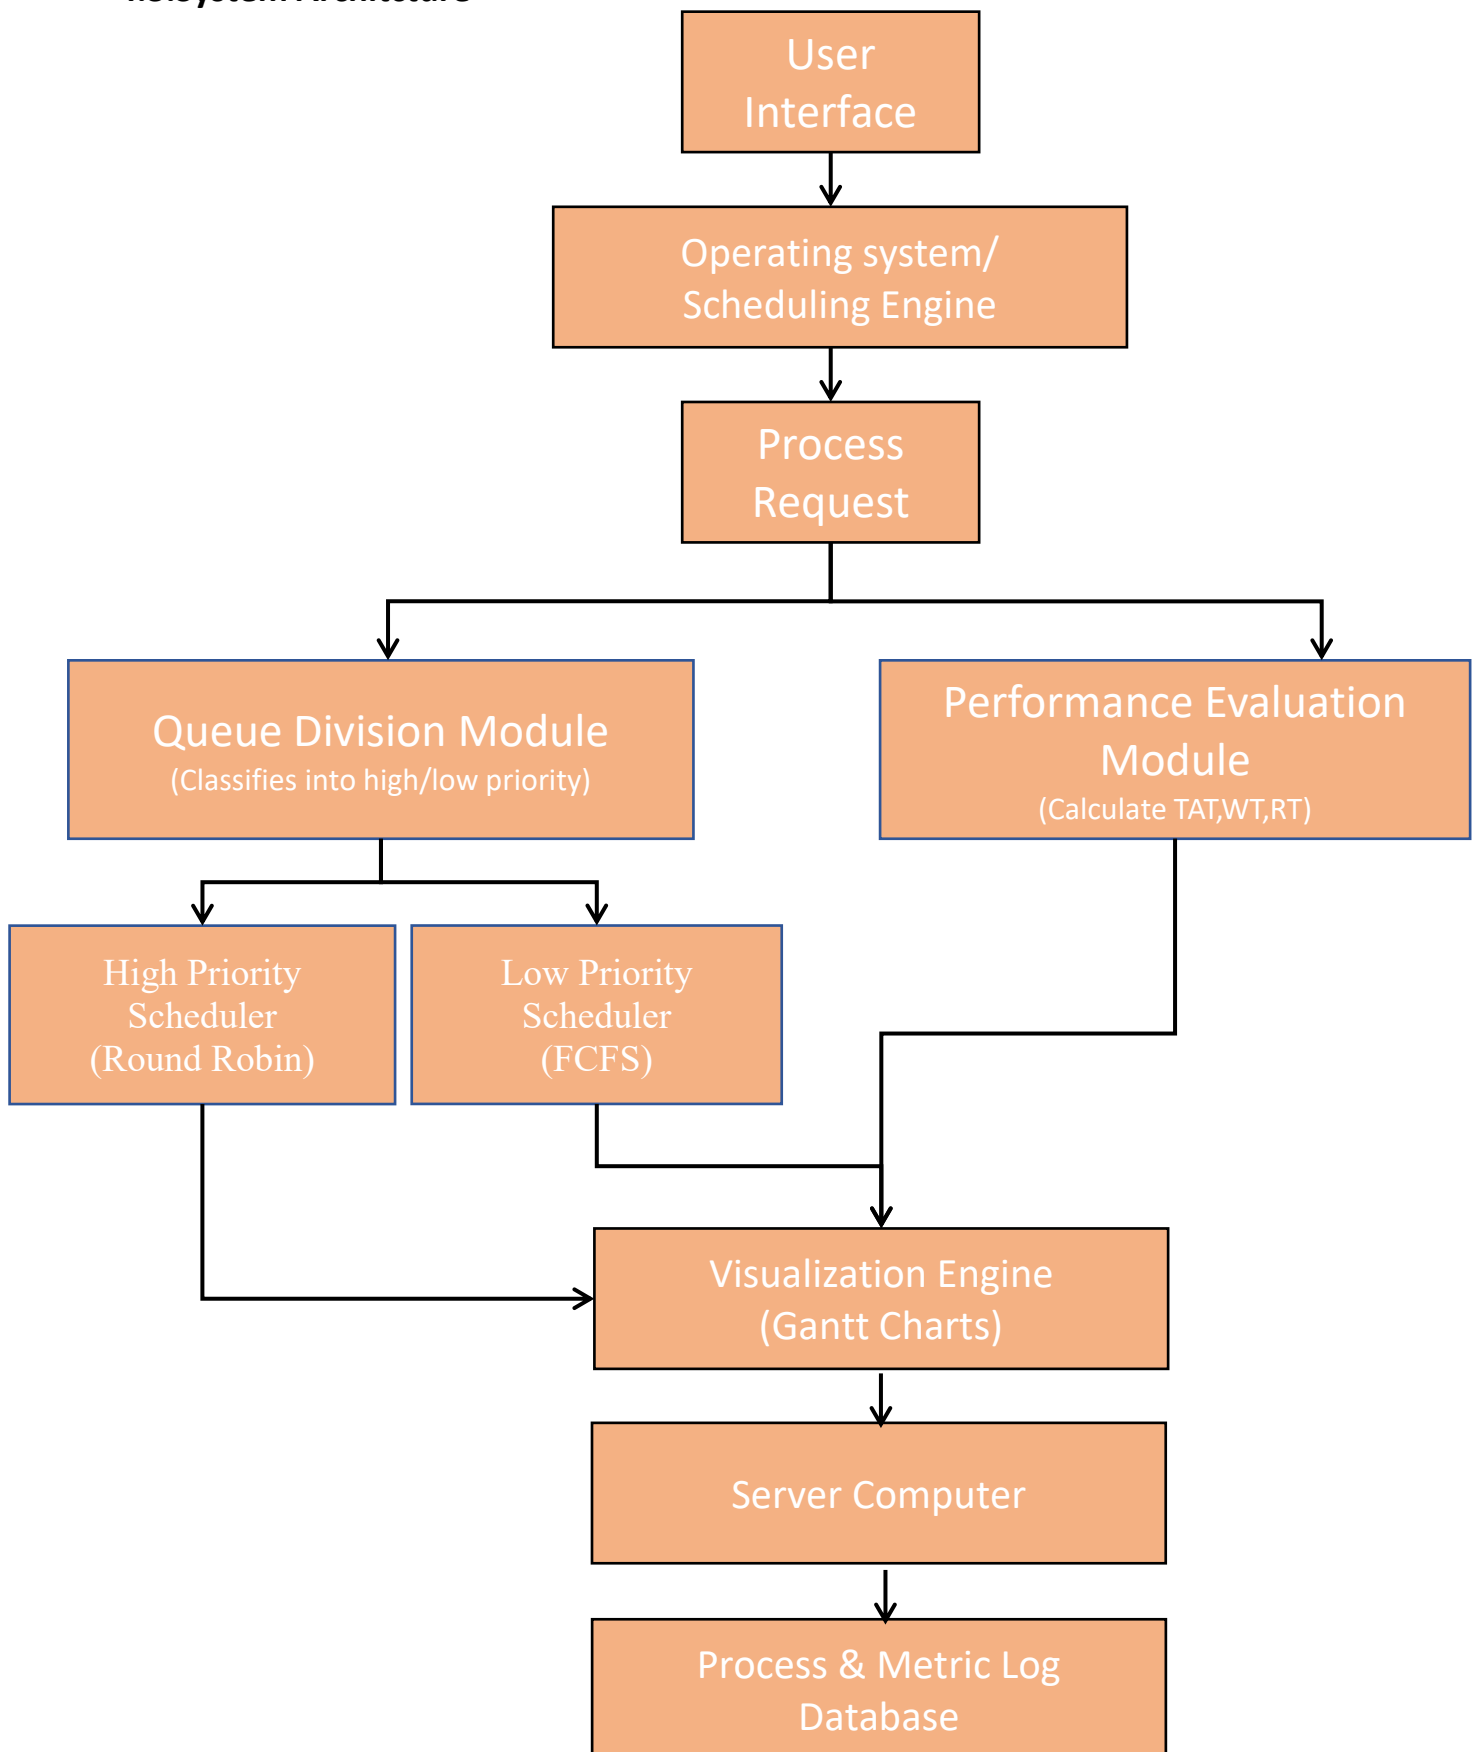 User
Interface
Operating system/
Scheduling Engine
Process
Request
Queue Division Module
(Classifies into high/low priority)
Performance Evaluation
Module
(Calculate TAT,WT,RT)
High Priority
Scheduler
(Round Robin)
Low Priority
Scheduler
(FCFS)
Visualization Engine
(Gantt Charts)
Server Computer
Process & Metric Log
Database